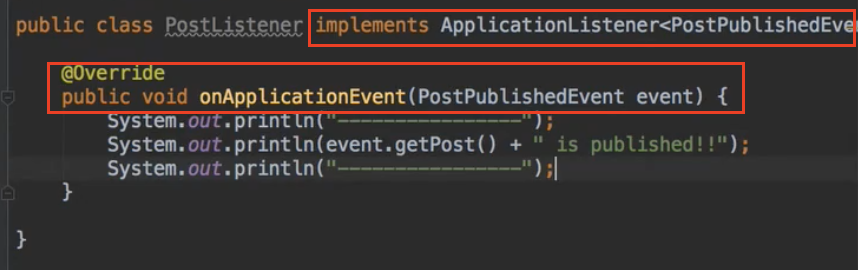 public class PostListener implements ApplicationListener<PostPublishedEve
@Override
public void onApplicationEvent(PostPublishedEvent event) {
System.out.println("----------------");
System.out.println(event.getPost() + " is published!!");
System.out.println("----------------");
}
}